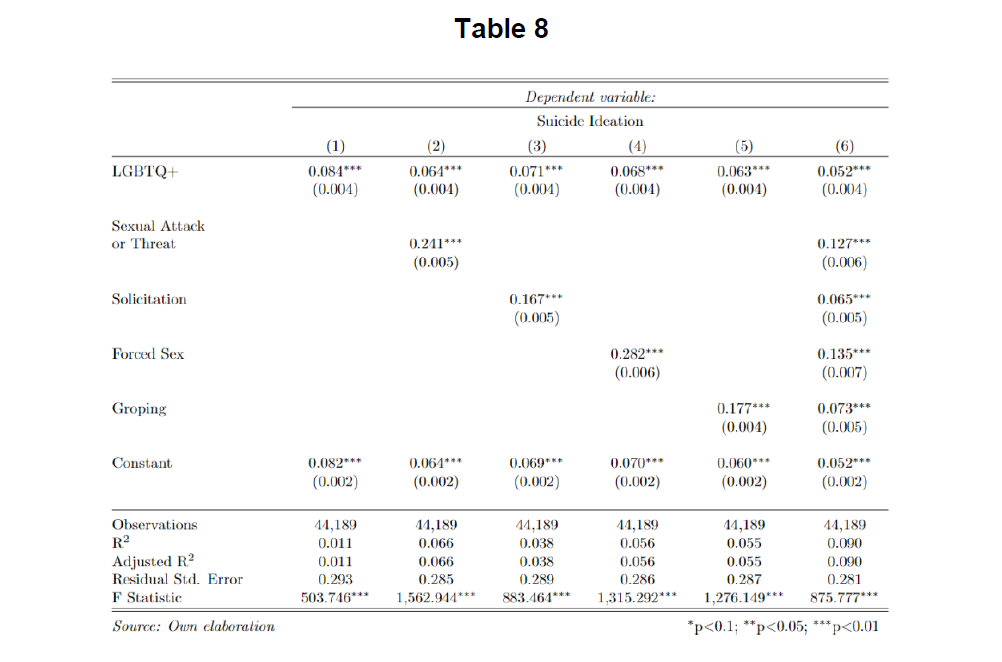 Table 8
Dependent variable:
Suicide Ideation
(1) (2) (3) (4) (5) (6)
LGBTQ+ 0.084*** 0.064*** 0.071*** 0.068*** 0.063*** 0.052***
(0.004) (0.004) (0.004) (0.004) (0.004) (0.004)
Sexual Attack
or Threat 0.241*** 0.127***
(0.005) (0.006)
Solicitation 0.167*** 0.065***
(0.005) (0.005)
Forced Sex 0.282*** 0.135***
(0.006) (0.007)
Groping 0.177*** 0.073***
(0.004) (0.005)
Constant 0.082*** 0.064*** 0.069*** 0.070*** 0.060*** 0.052***
(0.002) (0.002) (0.002) (0.002) (0.002) (0.002)
Observations 44,189 44,189 44,189 44,189 44,189 44,189
R² 0.011 0.066 0.038 0.056 0.055 0.090
Adjusted R² 0.011 0.066 0.038 0.056 0.055 0.090
Residual Std. Error 0.293 0.285 0.289 0.286 0.287 0.281
F Statistic 503.746*** 1,562.944*** 883.464*** 1,315.292*** 1,276.149*** 875.777***
Source: Own elaboration *p<0.1; **p<0.05; ***p<0.01